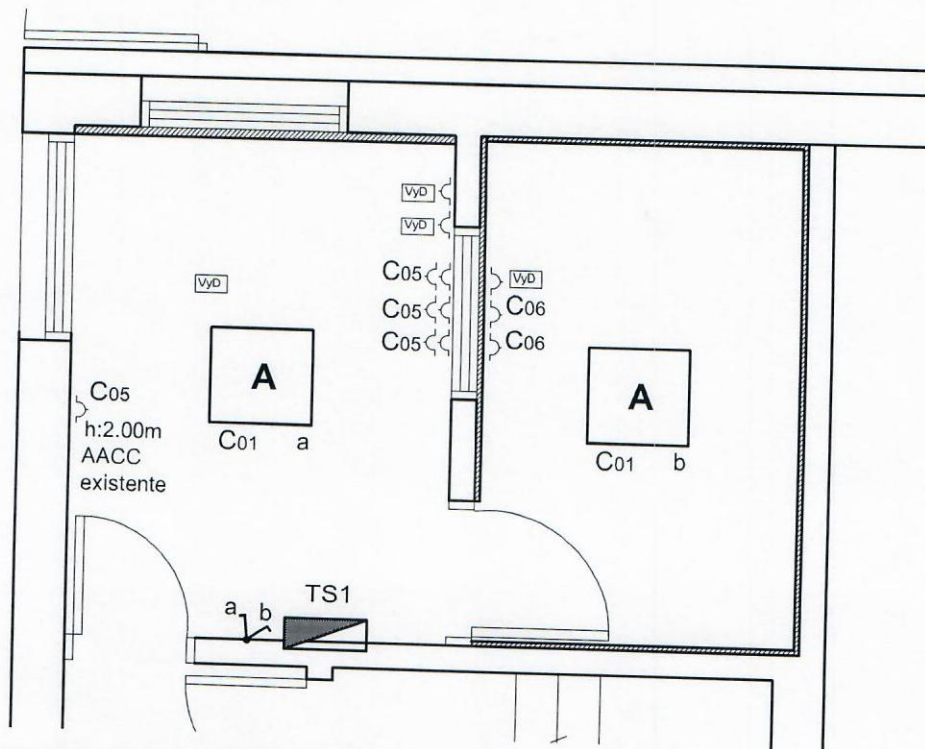 VyD
VyD
C05
VyD
VyD
C05
C06
C05
C06
A
A
C05
h:2.00m
AACC
existente
C01 a
C01 b
TS1
a
b